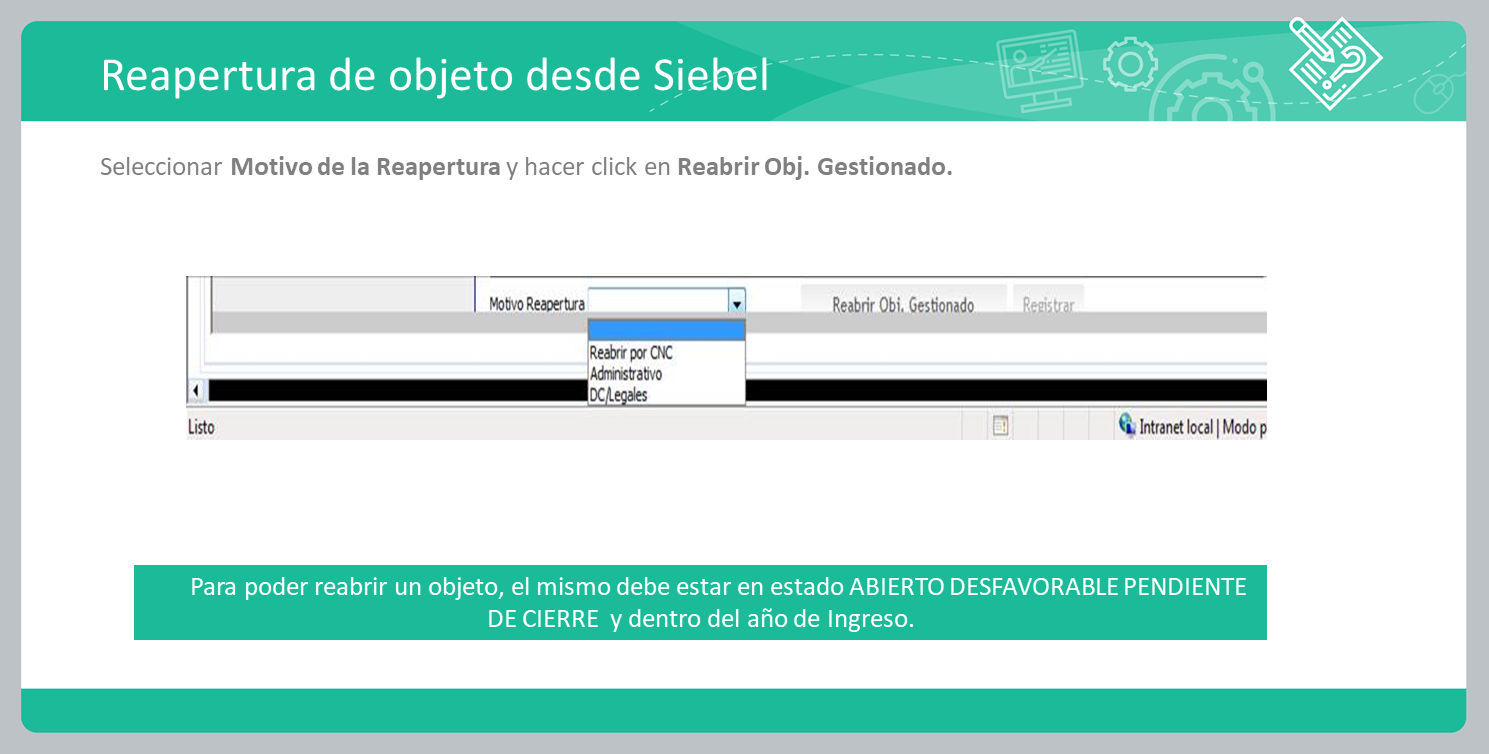 Reapertura de objeto desde Siebel
Seleccionar Motivo de la Reapertura y hacer click en Reabrir Obj. Gestionado.
Motivo Reapertura
Reabrir Obj. Gestionado
Registrar
Reabrir por CNC
Administrativo
DC/Legales
Listo
Intranet local | Modo p
Para poder reabrir un objeto, el mismo debe estar en estado ABIERTO DESFAVORABLE PENDIENTE
DE CIERRE y dentro del año de Ingreso.